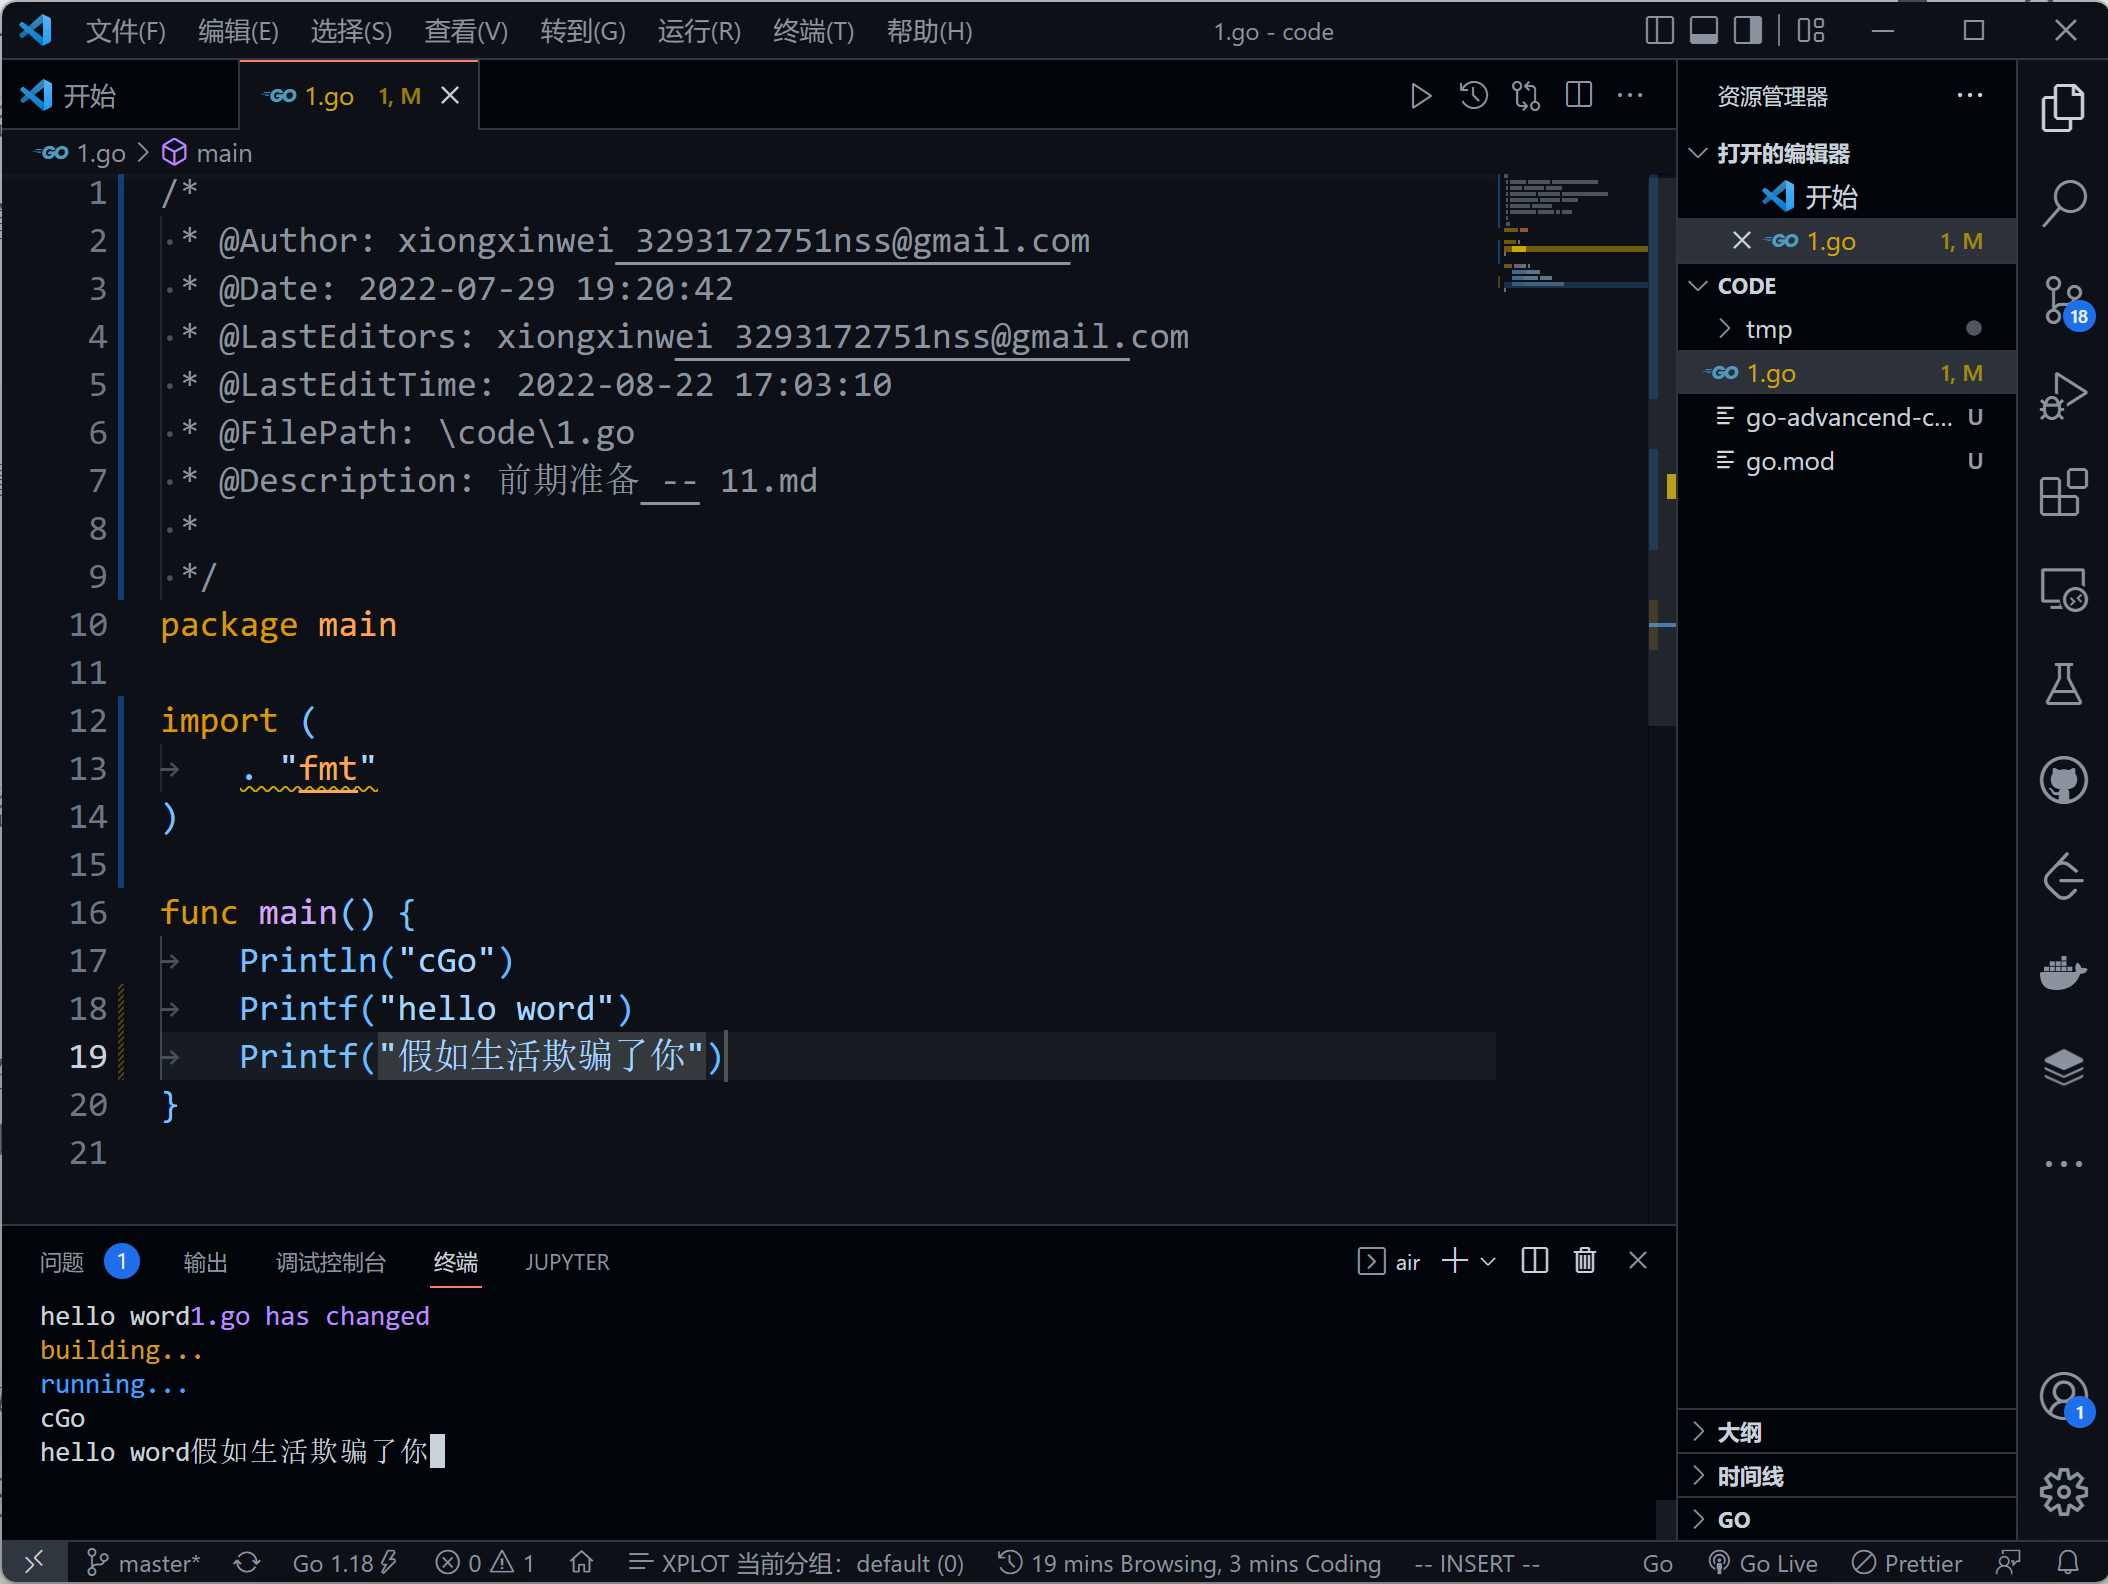 文件(F) 编辑(E) 选择(S) 查看(V) 转到(G) 运行(R) 终端(T) 帮助(H) 1.go - code
开始 GO 1.go 1, M
GO 1.go > main
1 /*
2 * @Author: xiongxinwei 3293172751nss@gmail.com
3 * @Date: 2022-07-29 19:20:42
4 * @LastEditors: xiongxinwei 3293172751nss@gmail.com
5 * @LastEditTime: 2022-08-22 17:03:10
6 * @FilePath: \code\1.go
7 * @Description: 前期准备 -- 11.md
8 *
9 */
10 package main
11
12 import (
13 . "fmt"
14 )
15
16 func main() {
17 Println("cGo")
18 Printf("hello word")
19 Printf("假如生活欺骗了你")
20 }
21
问题 1 输出 调试控制台 终端 JUPYTER air
hello word1.go has changed
building...
running...
cGo
hello word假如生活欺骗了你
资源管理器
打开的编辑器
开始
GO 1.go 1, M
CODE
tmp
GO 1.go 1, M
go-advancend-c... U
go.mod U
大纲
时间线
GO
18
1
master* Go 1.18 0 1 XPLOT 当前分组: default (0) 19 mins Browsing, 3 mins Coding -- INSERT -- Go Go Live Prettier